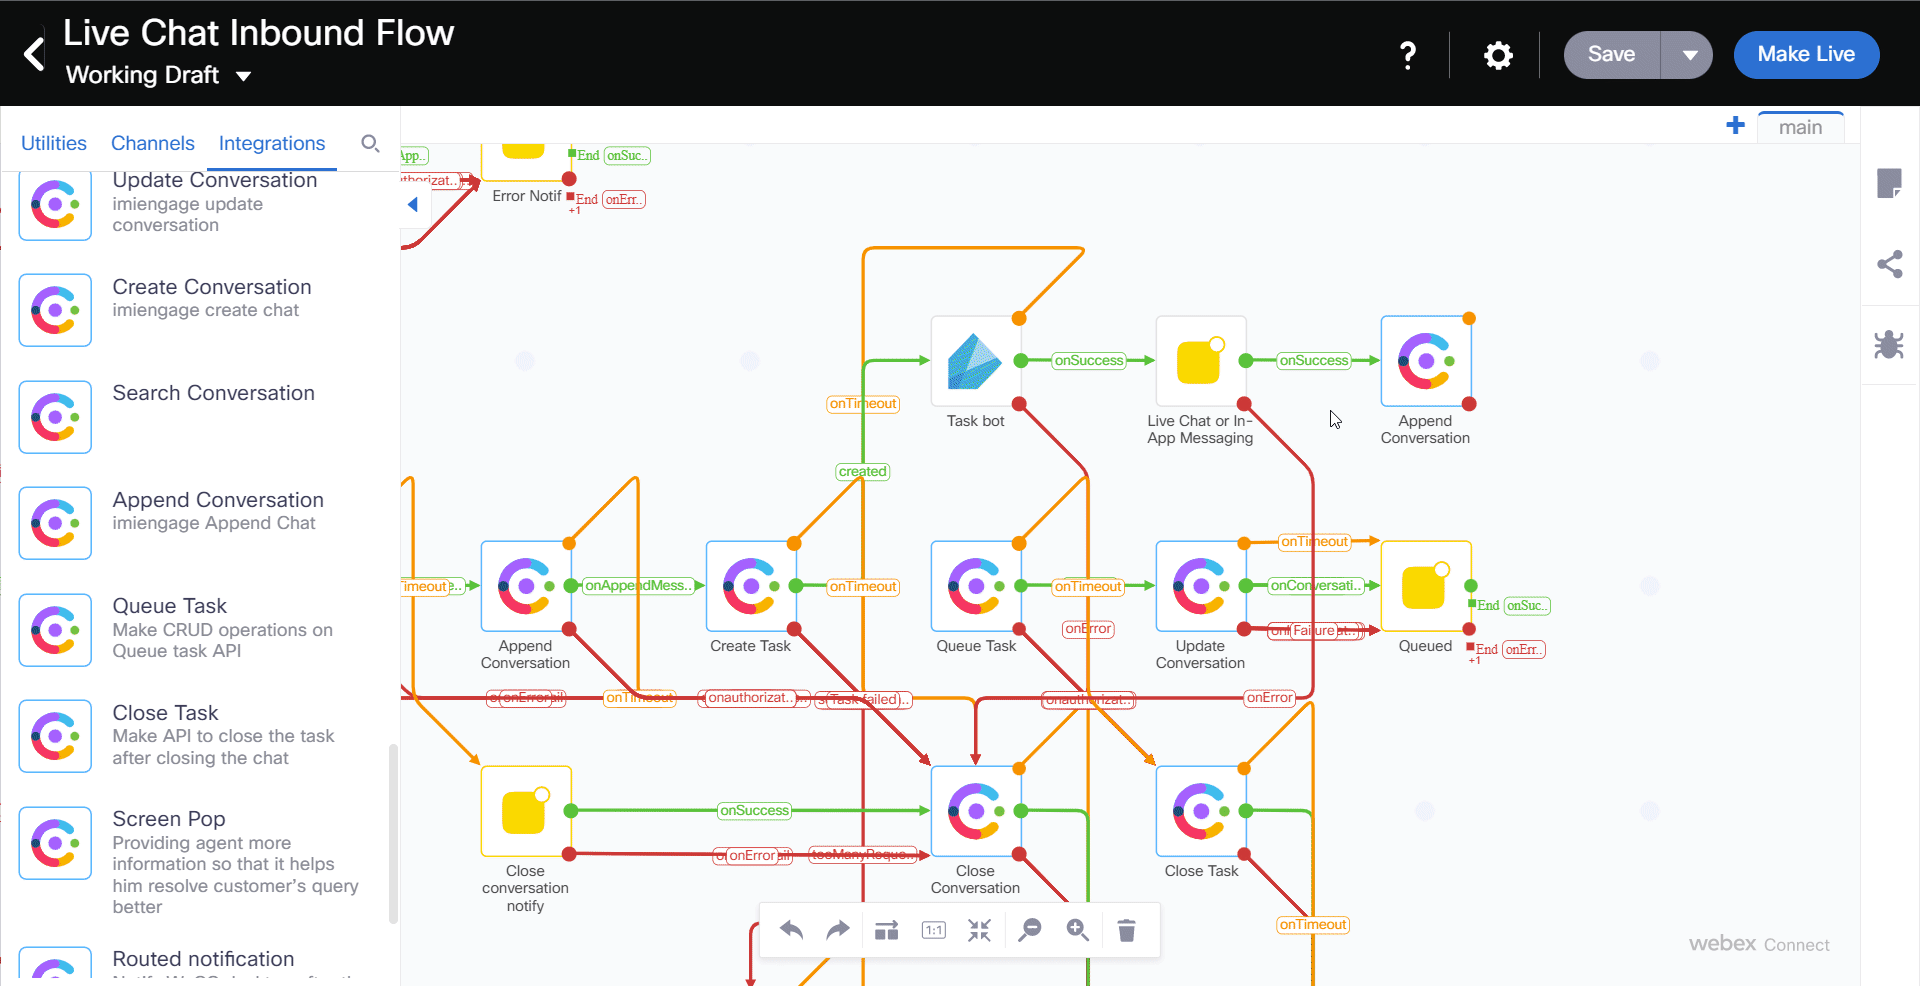 Live Chat Inbound Flow
Working Draft
?
Save
Make Live
Utilities
Channels
Integrations
main
Update Conversation
imiengage update
conversation
Create Conversation
imiengage create chat
Search Conversation
Append Conversation
imiengage Append Chat
Queue Task
Make CRUD operations on
Queue task API
Close Task
Make API to close the task
after closing the chat
Screen Pop
Providing agent more
information so that it helps
him resolve customer's query
better
Routed notification
App..
End
onSuc..
Error Notif
End
onErr..
+1
onSuccess
onSuccess
onTimeout
Task bot
Live Chat or In-
App Messaging
Append
Conversation
created
onTimeout
Timeout
onAppendMess..
onTimeout
onTimeout
onConversati..
End
onSuc..
onError
Failure
Append
Conversation
Create Task
Queue Task
Update
Conversation
Queued
End
onErr..
+1
onError
onTimeout
onauthorizat..
Task failed)..
onauthorizat..
onError
onSuccess
onError
tooManyReque..
Close
conversation
notify
Close
Conversation
Close Task
onTimeout
1:1
webex Connect